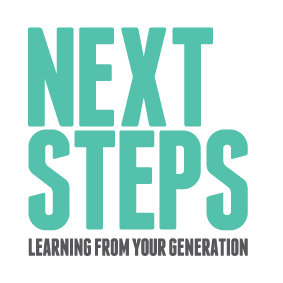 NEXT
STEPS
LEARNING FROM YOUR GENERATION